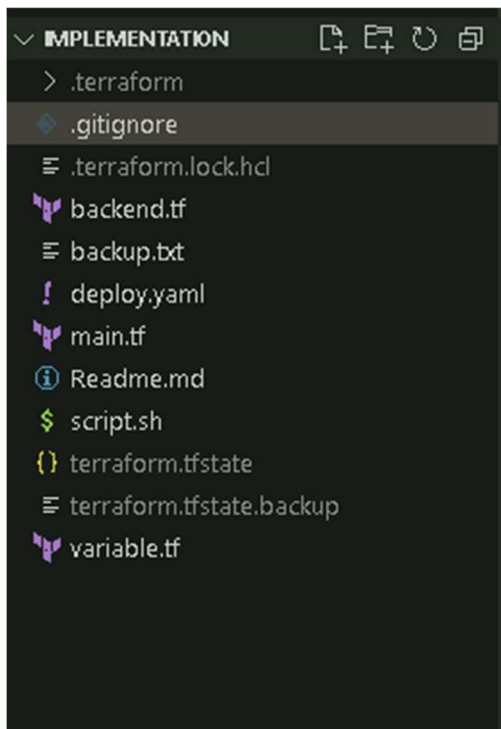 IMPLEMENTATION
.terraform
.gitignore
.terraform.lock.hcl
backend.tf
backup.txt
deploy.yaml
main.tf
Readme.md
script.sh
terraform.tfstate
terraform.tfstate.backup
variable.tf